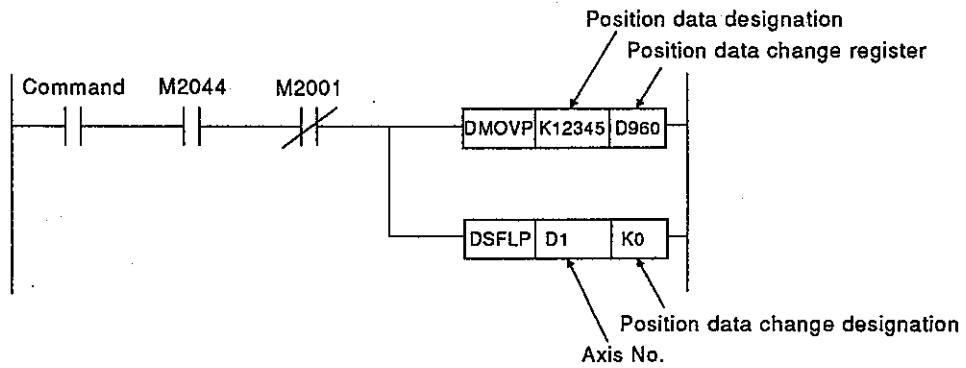 Position data designation
Position data change register
Command M2044 M2001
DMOVP K12345 D960
DSFLP D1 K0
Position data change designation
Axis No.